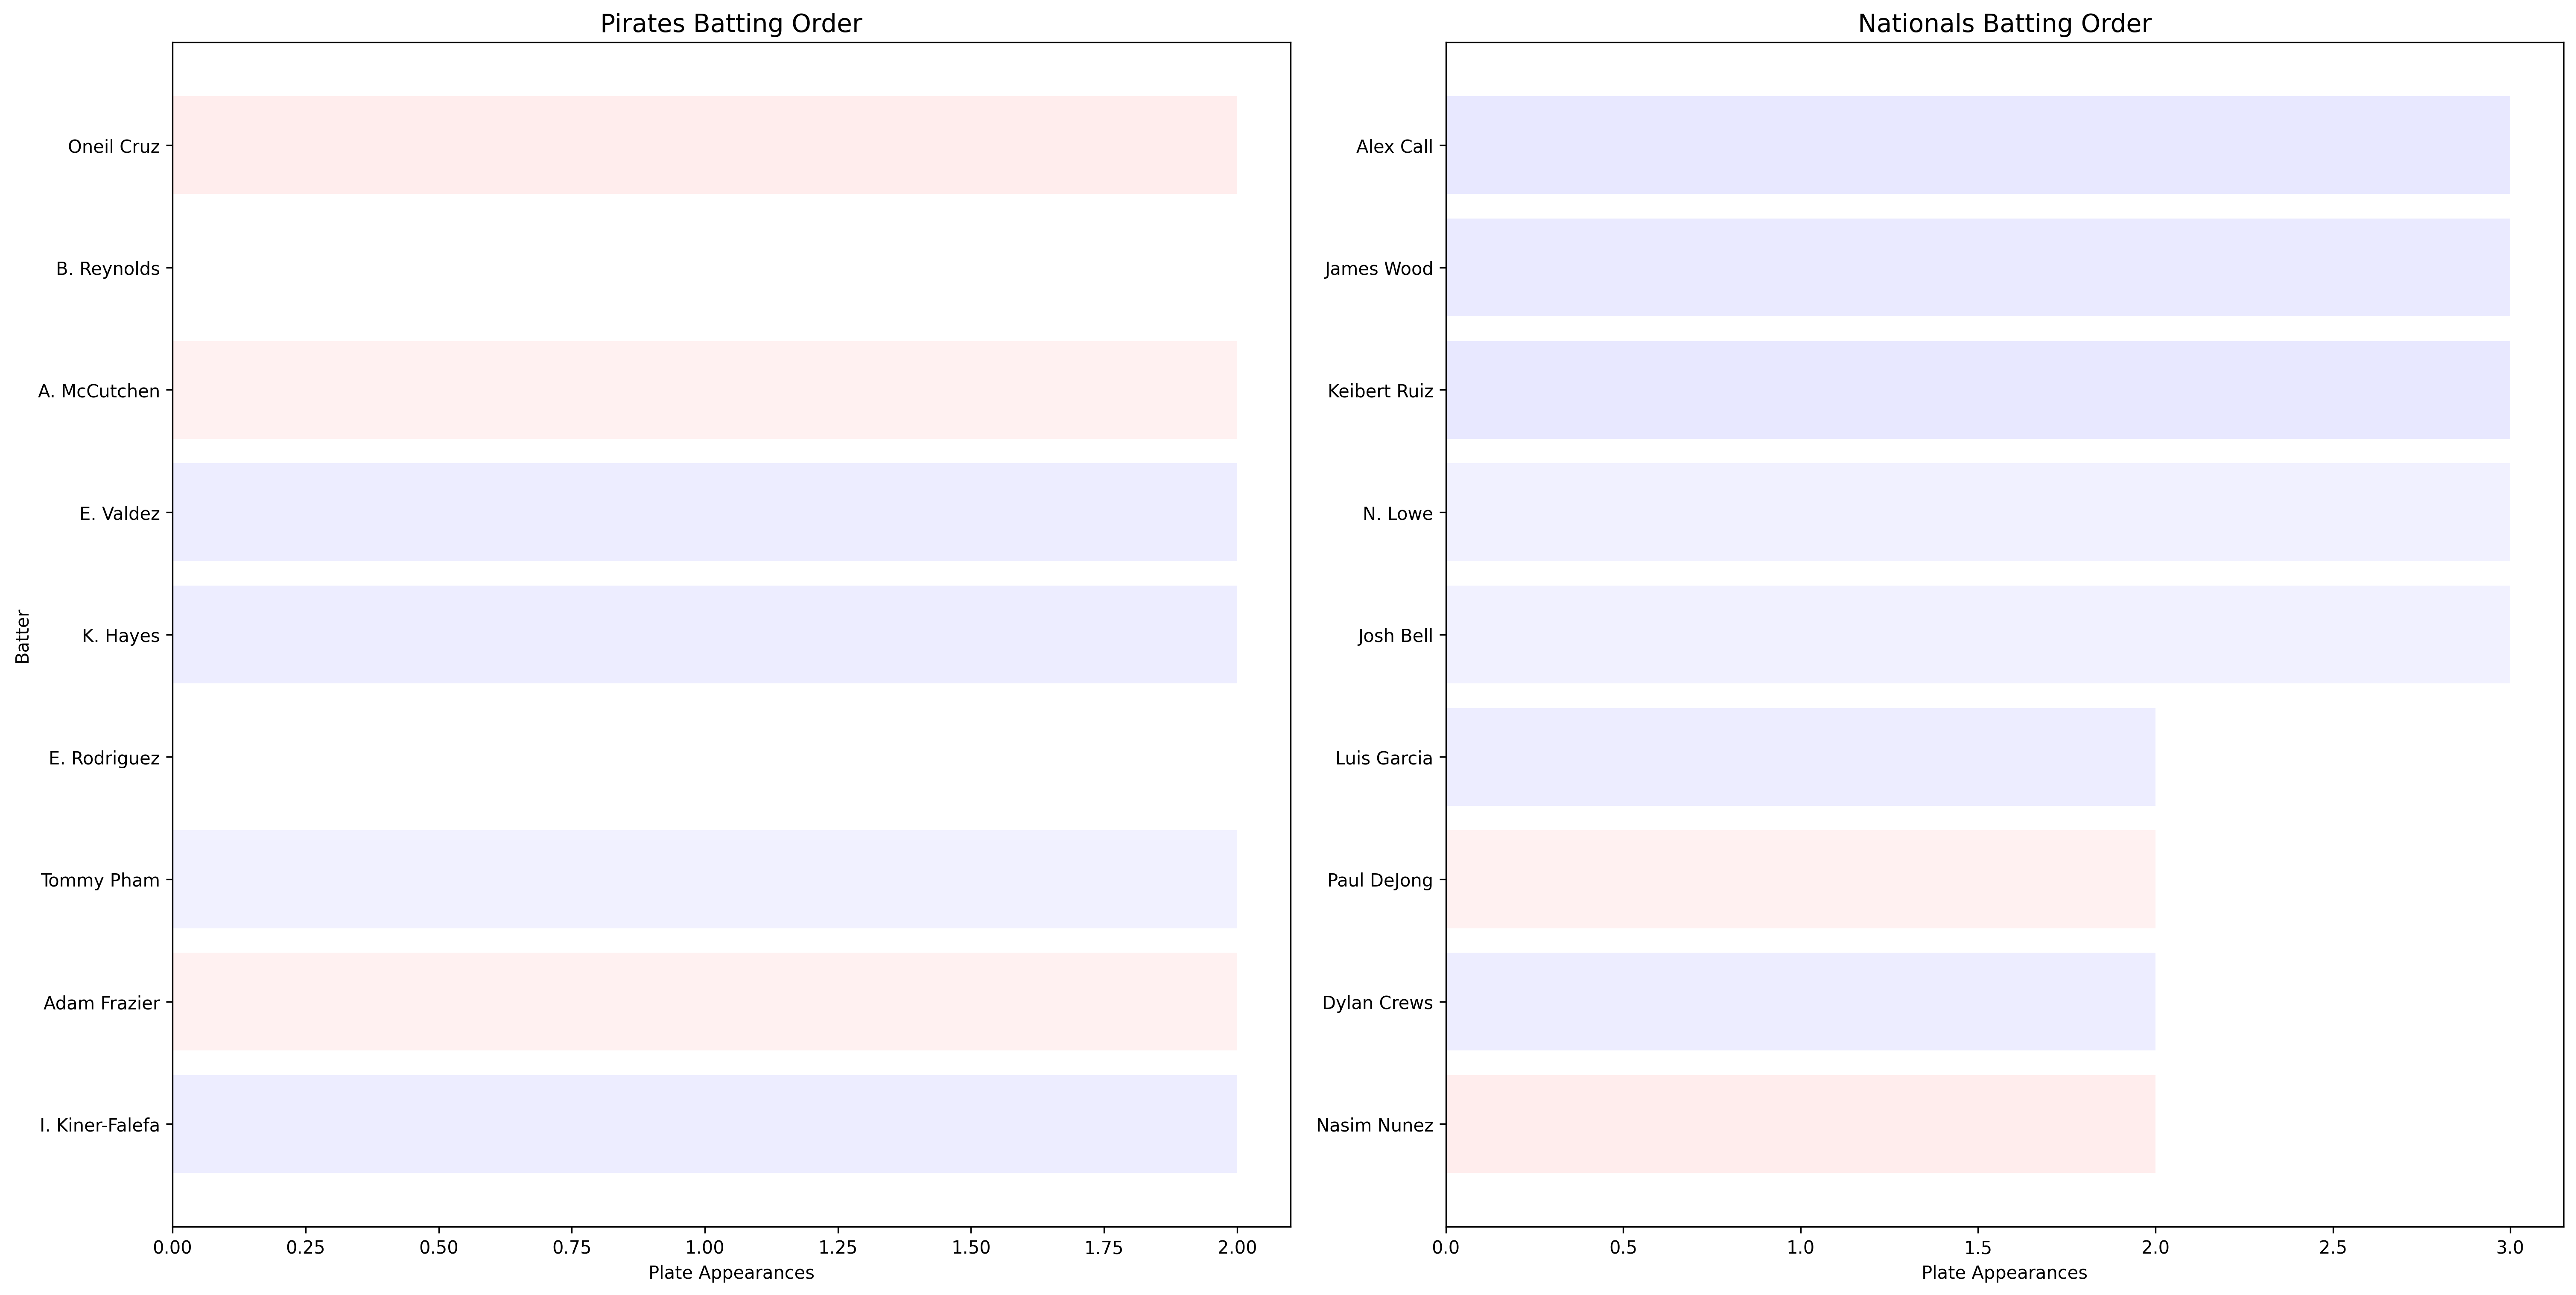 Pirates Batting Order
Batter
Oneil Cruz
B. Reynolds
A. McCutchen
E. Valdez
K. Hayes
E. Rodriguez
Tommy Pham
Adam Frazier
I. Kiner-Falefa
0.00 0.25 0.50 0.75 1.00 1.25 1.50 1.75 2.00
Plate Appearances
Nationals Batting Order
Alex Call
James Wood
Keibert Ruiz
N. Lowe
Josh Bell
Luis Garcia
Paul DeJong
Dylan Crews
Nasim Nunez
0.0 0.5 1.0 1.5 2.0 2.5 3.0
Plate Appearances